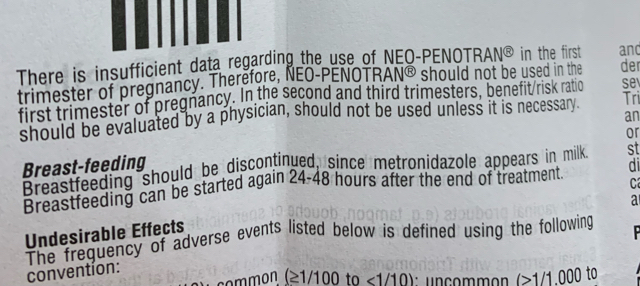 There is insufficient data regarding the use of NEO-PENOTRAN® in the first
trimester of pregnancy. Therefore, NEO-PENOTRAN® should not be used in the
first trimester of pregnancy. In the second and third trimesters, benefit/risk ratio
should be evaluated by a physician, should not be used unless it is necessary.
Breast-feeding
Breastfeeding should be discontinued, since metronidazole appears in milk.
Breastfeeding can be started again 24-48 hours after the end of treatment.
Undesirable Effects
The frequency of adverse events listed below is defined using the following
convention:
common (≥1/100 to <1/10); uncommon (≥1/1.000 to